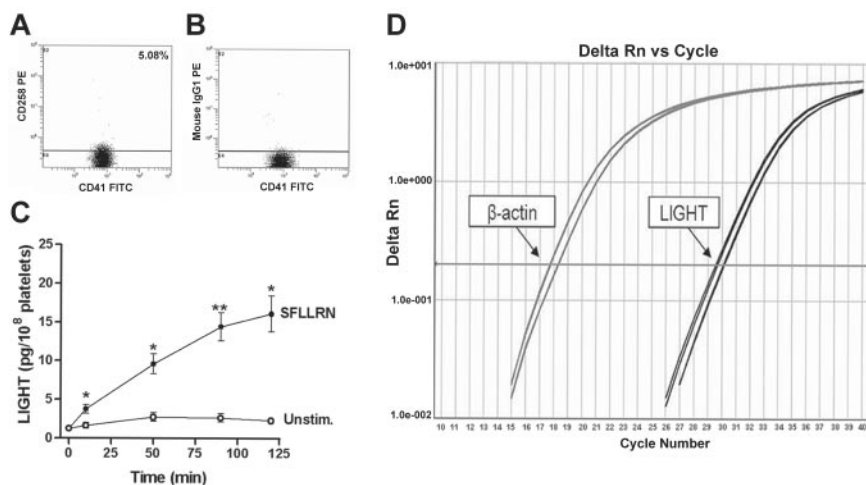 A
5.08%
CD258 PE
CD41 FITC
B
Mouse IgG1 PE
CD41 FITC
C
LIGHT (pg/10⁸ platelets)
25
20
15
10
5
0
*
*
**
*
SFLLRN
Unstim.
0 25 50 75 100 125
Time (min)
D
Delta Rn vs Cycle
Delta Rn
1.0e+001
1.0e+000
1.0e-001
1.0e-002
β-actin
LIGHT
10 11 12 13 14 15 16 17 18 19 20 21 22 23 24 25 26 27 28 29 30 31 32 33 34 35 36 37 38 39 40
Cycle Number